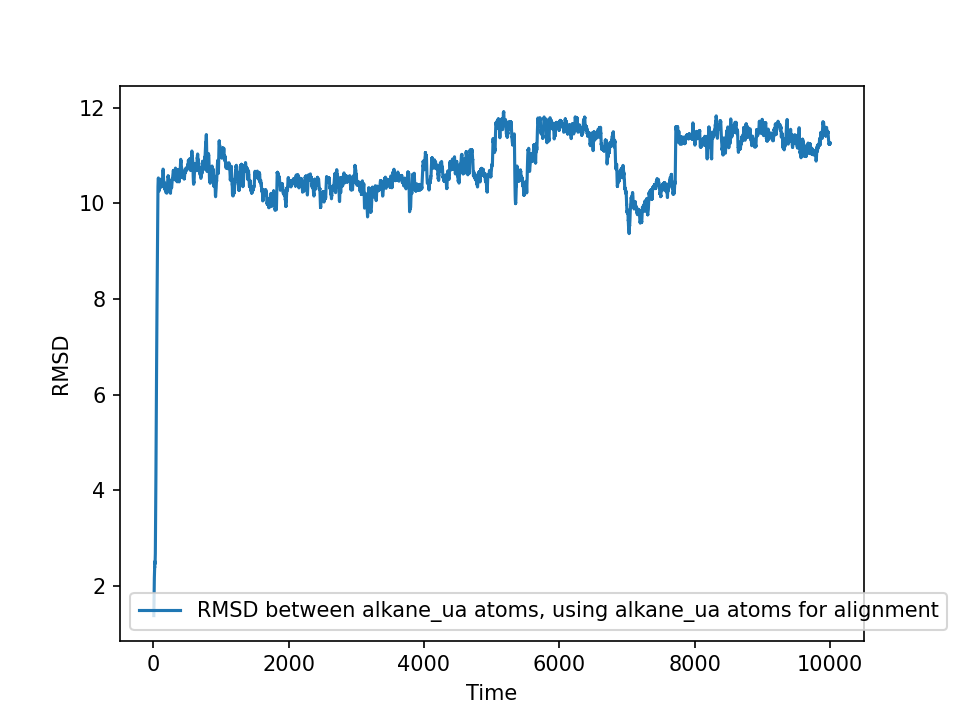 12
10
8
6
4
2
RMSD
RMSD between alkane_ua atoms, using alkane_ua atoms for alignment
0 2000 4000 6000 8000 10000
Time